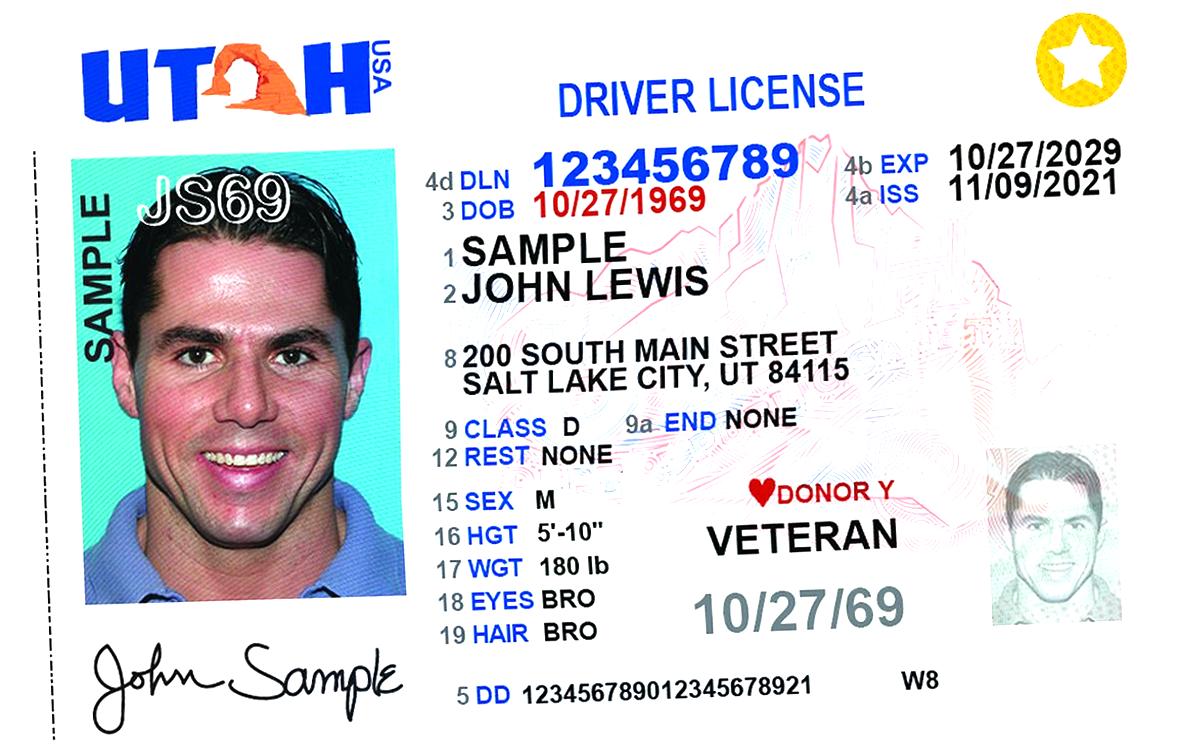 UTAH USA
DRIVER LICENSE
4d DLN 123456789 4b EXP 10/27/2029
3 DOB 10/27/1969 4a ISS 11/09/2021
SAMPLE
JS69
1 SAMPLE
2 JOHN LEWIS
8 200 SOUTH MAIN STREET
SALT LAKE CITY, UT 84115
9 CLASS D 9a END NONE
12 REST NONE
15 SEX M
DONOR Y
16 HGT 5'-10"
VETERAN
17 WGT 180 lb
18 EYES BRO
10/27/69
19 HAIR BRO
John Sample
5 DD 123456789012345678921 W8